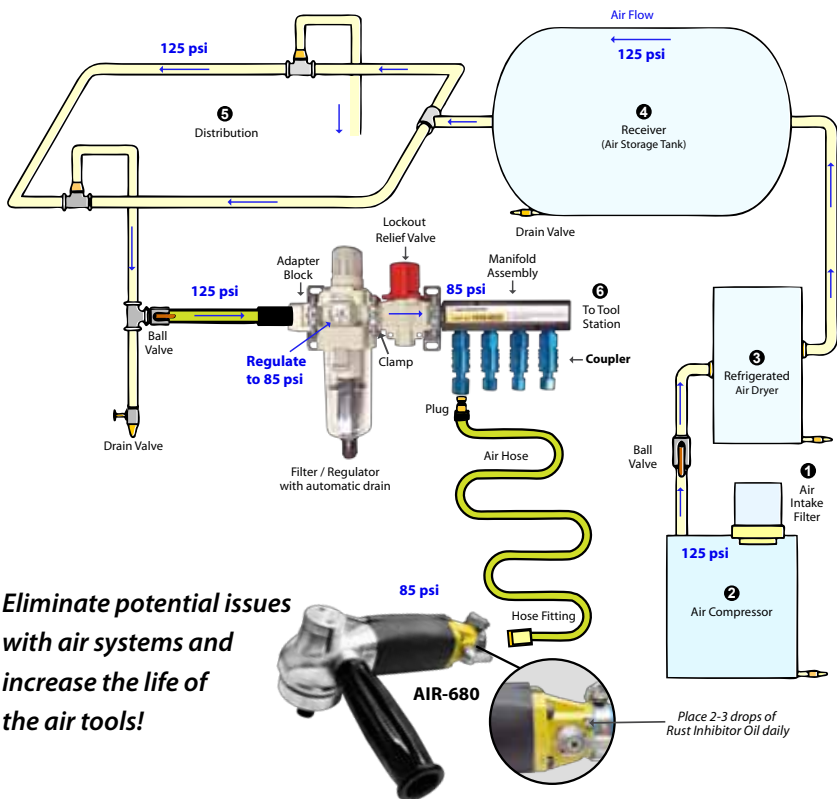 Air Flow
125 psi
125 psi
5
Distribution
4
Receiver
(Air Storage Tank)
Drain Valve
Lockout
Relief Valve
Adapter
Block
Manifold
Assembly
125 psi
85 psi
6
To Tool
Station
Ball
Valve
Regulate
to 85 psi
Clamp
Coupler
3
Refrigerated
Air Dryer
Plug
Drain Valve
Air Hose
Ball
Valve
Filter / Regulator
with automatic drain
1
Air
Intake
Filter
125 psi
2
Air Compressor
85 psi
Hose Fitting
Eliminate potential issues
with air systems and
increase the life of
the air tools!
AIR-680
Place 2-3 drops of
Rust Inhibitor Oil daily